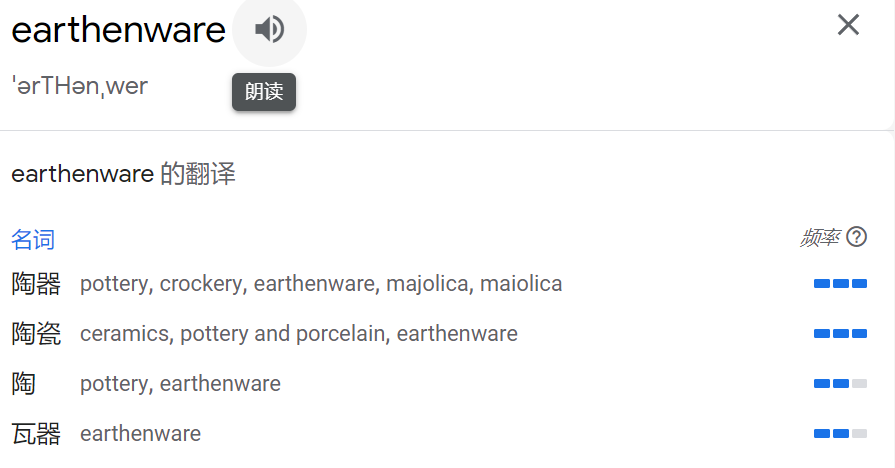 earthenware
ˈərTHənˌwer
朗读
earthenware 的翻译
名词 频率
陶器 pottery, crockery, earthenware, majolica, maiolica
陶瓷 ceramics, pottery and porcelain, earthenware
陶 pottery, earthenware
瓦器 earthenware